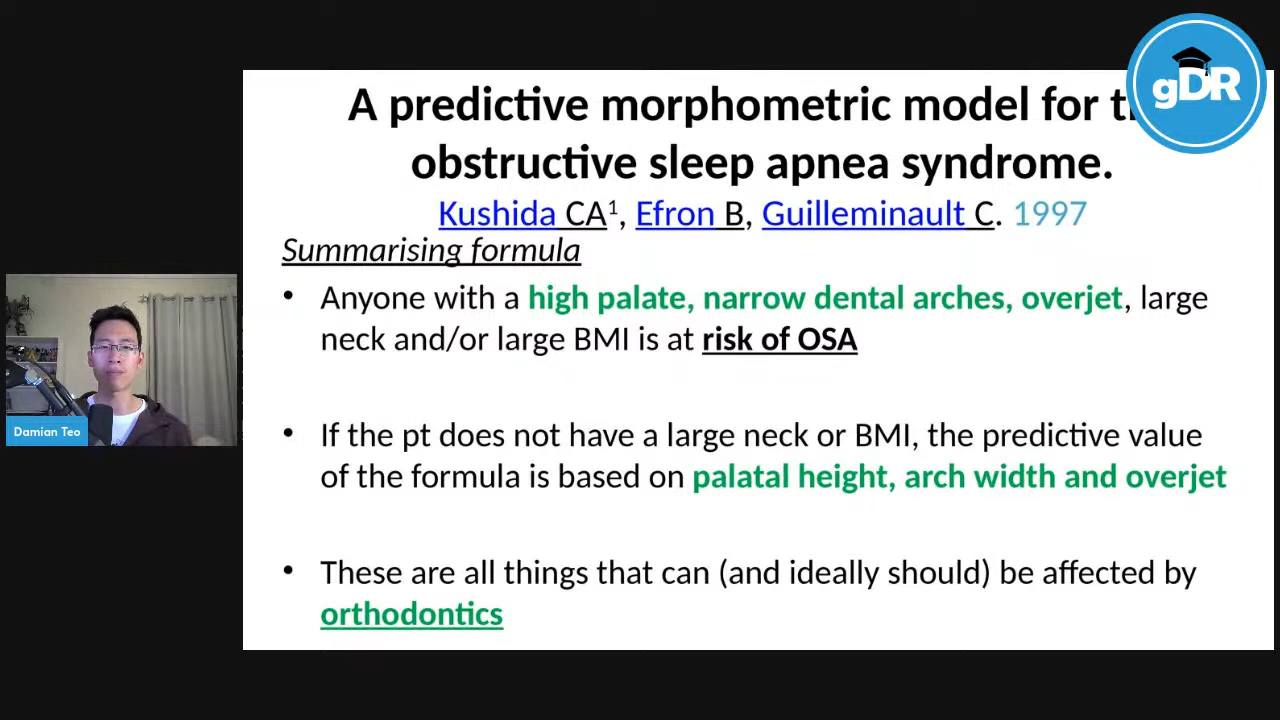 A predictive morphometric model for
obstructive sleep apnea syndrome.
Kushida CA¹, Efron B, Guilleminault C. 1997
Summarising formula
• Anyone with a high palate, narrow dental arches, overjet, large
neck and/or large BMI is at risk of OSA
• If the pt does not have a large neck or BMI, the predictive value
of the formula is based on palatal height, arch width and overjet
• These are all things that can (and ideally should) be affected by
orthodontics
gDR
Damian Teo